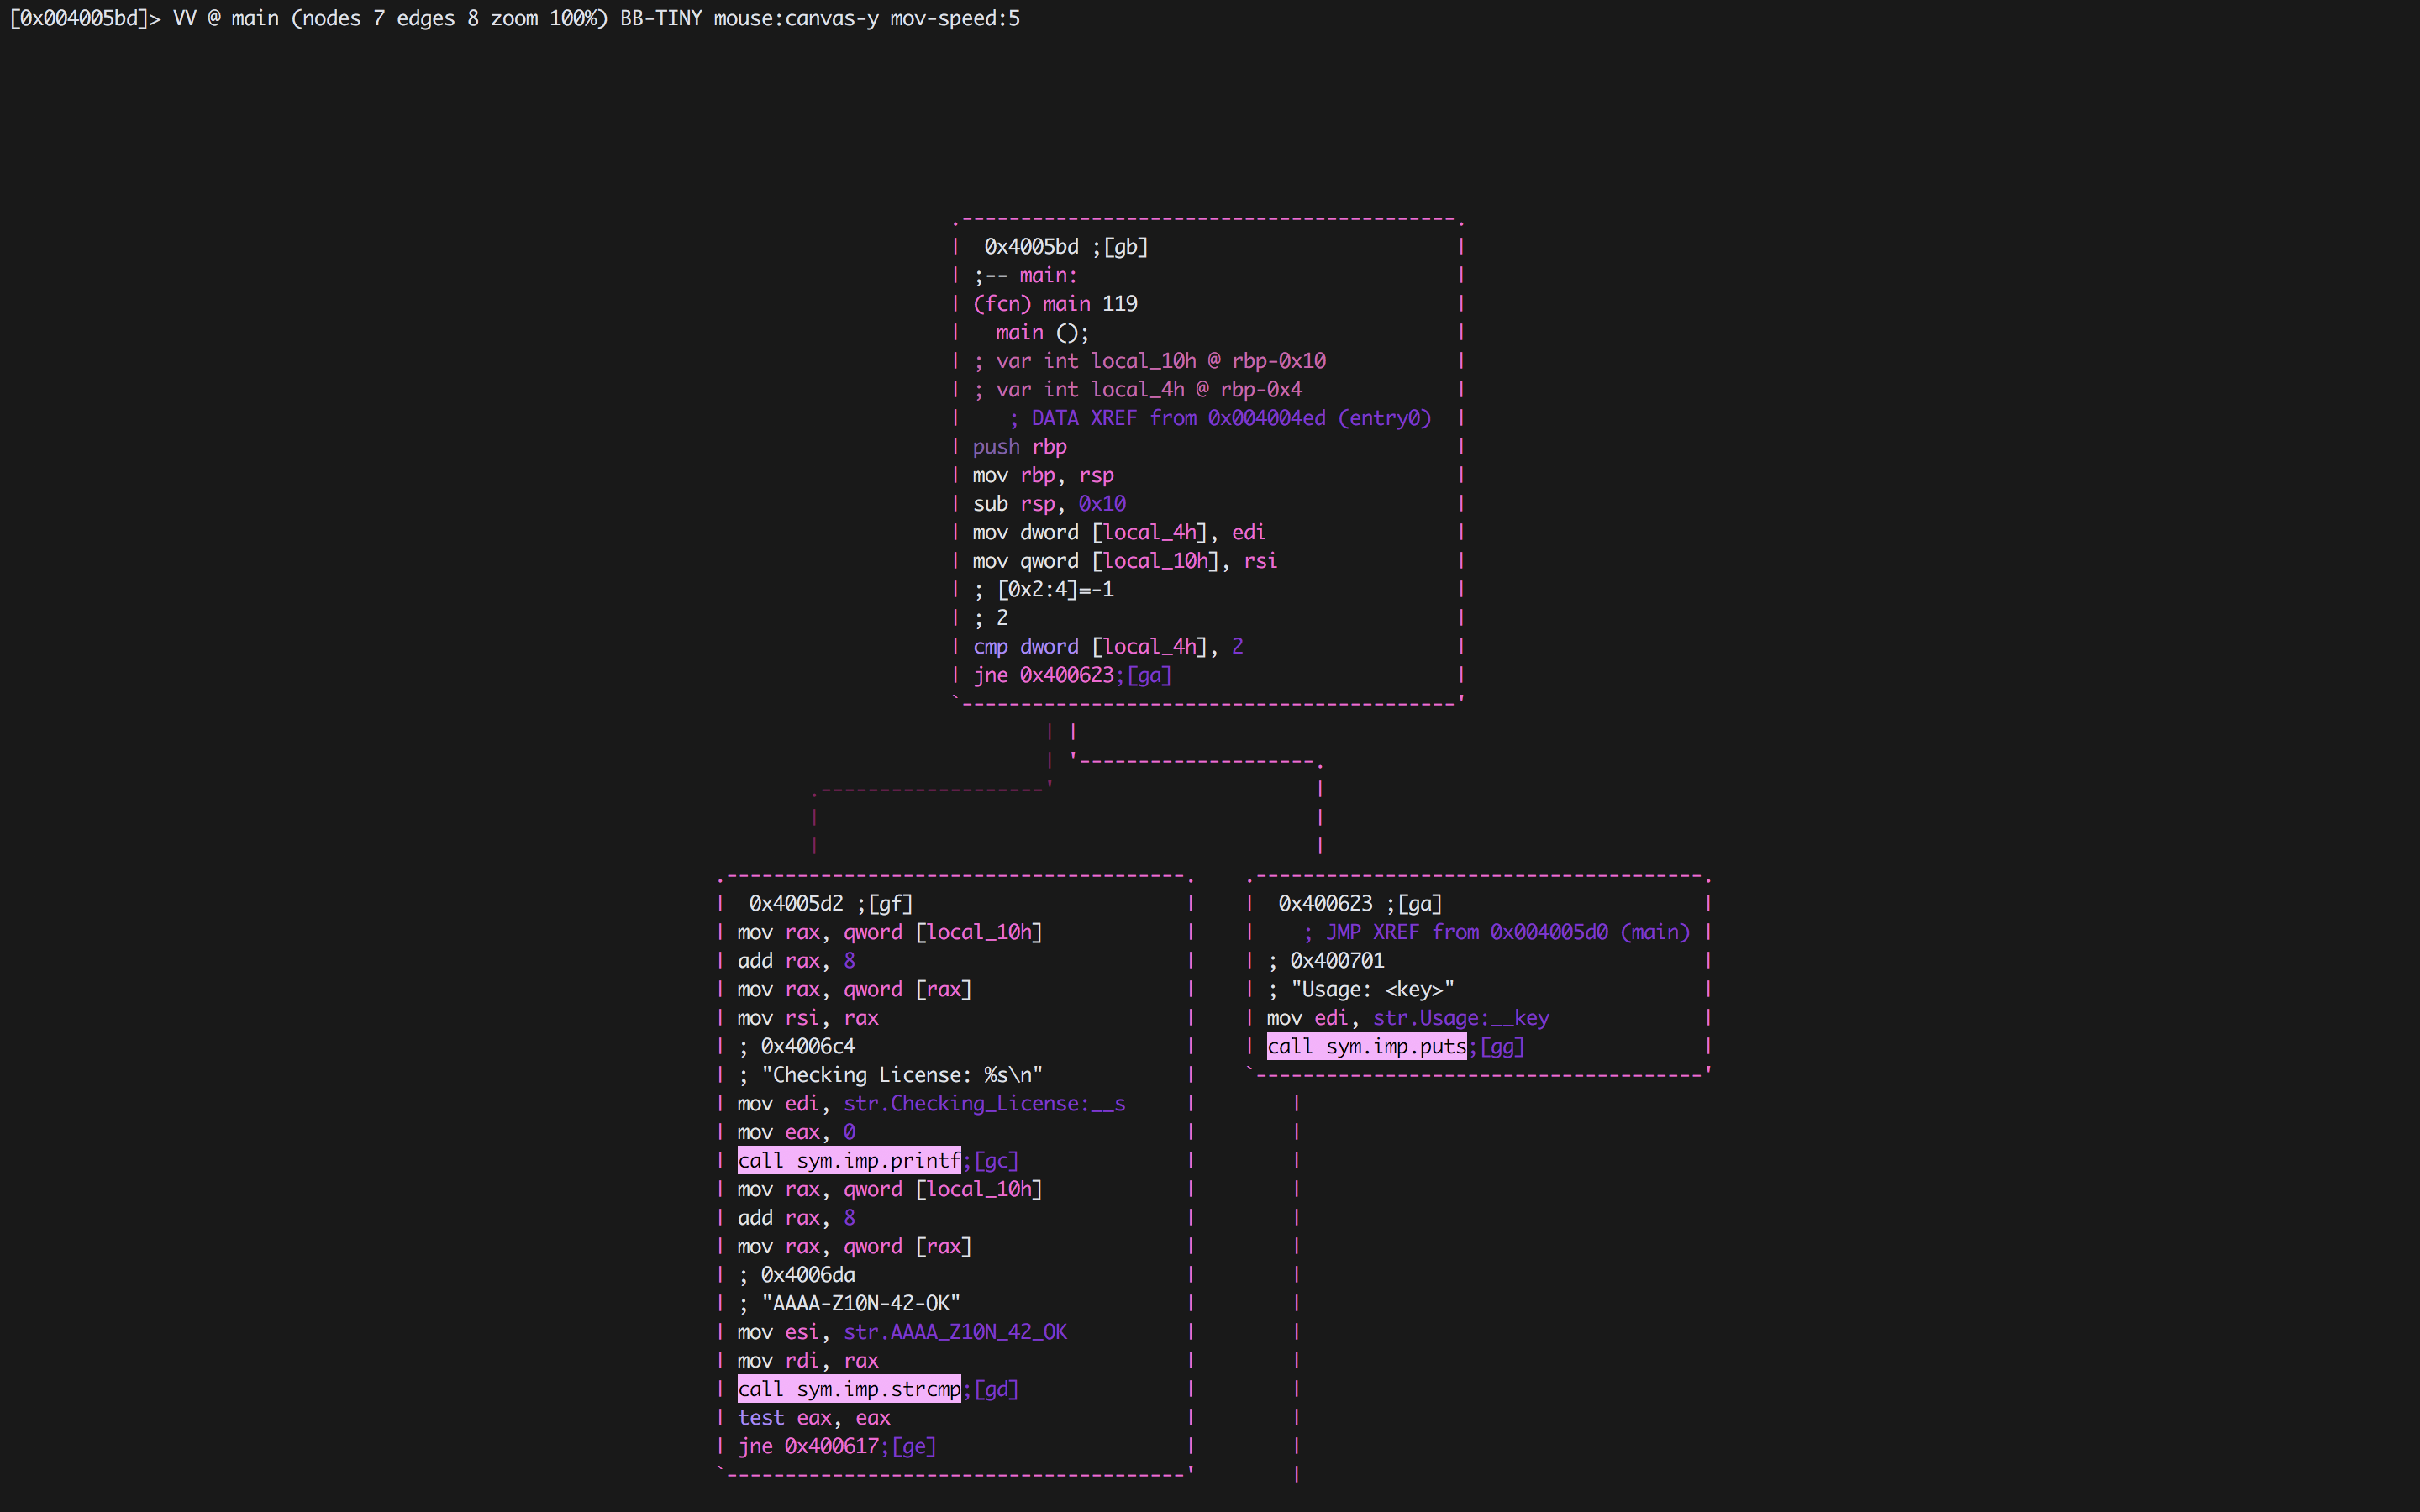 [0x004005bd]> VV @ main (nodes 7 edges 8 zoom 100%) BB-TINY mouse:canvas-y mov-speed:5
0x4005bd ;[gb]
;-- main:
(fcn) main 119
main ();
; var int local_10h @ rbp-0x10
; var int local_4h @ rbp-0x4
; DATA XREF from 0x004004ed (entry0)
push rbp
mov rbp, rsp
sub rsp, 0x10
mov dword [local_4h], edi
mov qword [local_10h], rsi
; [0x2:4]=-1
; 2
cmp dword [local_4h], 2
jne 0x400623;[ga]
0x4005d2 ;[gf]
mov rax, qword [local_10h]
add rax, 8
mov rax, qword [rax]
mov rsi, rax
; 0x4006c4
; "Checking License: %s\n"
mov edi, str.Checking_License:__s
mov eax, 0
call sym.imp.printf;[gc]
mov rax, qword [local_10h]
add rax, 8
mov rax, qword [rax]
; 0x4006da
; "AAAA-Z10N-42-OK"
mov esi, str.AAAA_Z10N_42_OK
mov rdi, rax
call sym.imp.strcmp;[gd]
test eax, eax
jne 0x400617;[ge]
0x400623 ;[ga]
; JMP XREF from 0x004005d0 (main)
; 0x400701
; "Usage: <key>"
mov edi, str.Usage:__key
call sym.imp.puts;[gg]